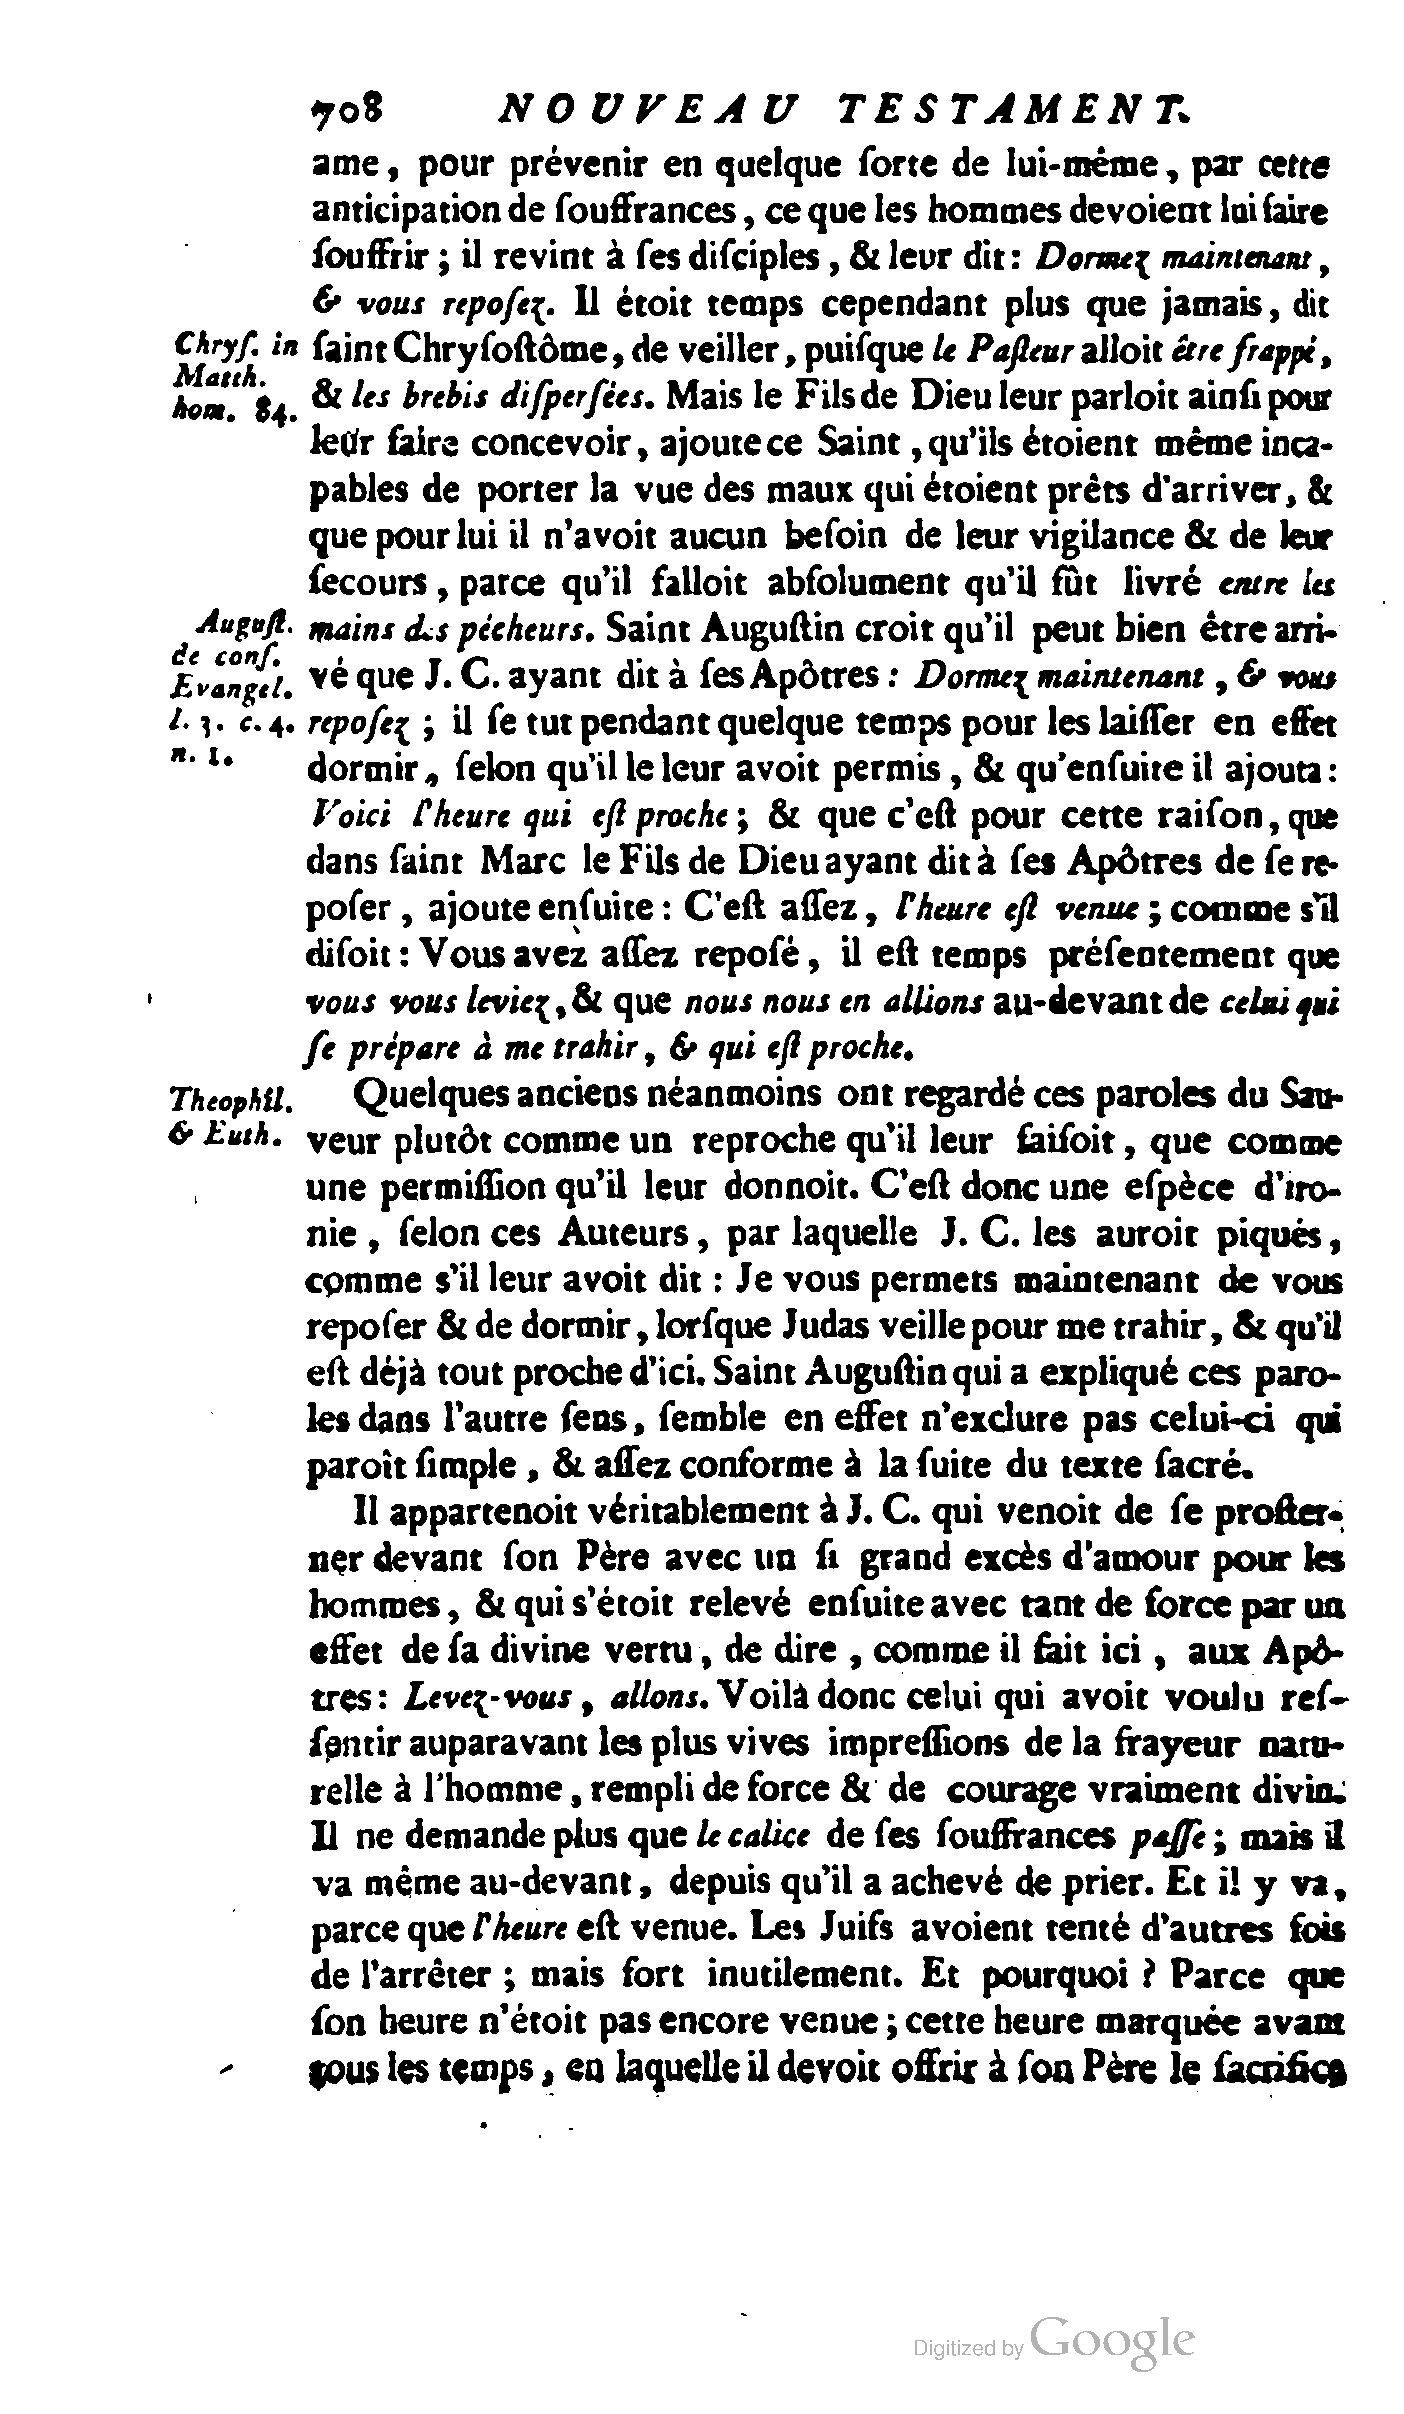 708 NOUVEAU TESTAMENT.
ame, pour prévenir en quelque ſorte de lui-même, par cette
anticipation de ſouffrances, ce que les hommes devoient lui faire
ſouffrir; il revint à ſes diſciples, & leur dit: Dormez maintenant,
& vous repoſez. Il étoit temps cependant plus que jamais, dit
Chryſ. in
Matth.
hom. 84.
ſaint Chryſoſtôme, de veiller, puiſque le Paſteur alloit être frappé,
& les brebis diſperſées. Mais le Fils de Dieu leur parloit ainſi pour
leur faire concevoir, ajoute ce Saint, qu'ils étoient même inca-
pables de porter la vue des maux qui étoient prêts d'arriver, &
que pour lui il n'avoit aucun beſoin de leur vigilance & de leur
ſecours, parce qu'il falloit abſolument qu'il fût livré entre les
Auguſt.
de conſ.
Evangel.
l. 3. c. 4.
n. 1.
mains des pécheurs. Saint Auguſtin croit qu'il peut bien être arri-
vé que J. C. ayant dit à ſes Apôtres: Dormez maintenant, & vous
repoſez; il ſe tut pendant quelque temps pour les laiſſer en effet
dormir, ſelon qu'il le leur avoit permis, & qu'enſuite il ajouta:
Voici l'heure qui eſt proche; & que c'eſt pour cette raiſon, que
dans ſaint Marc le Fils de Dieu ayant dit à ſes Apôtres de ſe re-
poſer, ajoute enſuite: C'eſt aſſez, l'heure eſt venue; comme s'il
diſoit: Vous avez aſſez repoſé, il eſt temps préſentement que
vous vous leviez, & que nous nous en allions au-devant de celui qui
ſe prépare à me trahir, & qui eſt proche.
Theophil.
& Euth.
Quelques anciens néanmoins ont regardé ces paroles du Sau-
veur plutôt comme un reproche qu'il leur faiſoit, que comme
une permiſſion qu'il leur donnoit. C'eſt donc une eſpèce d'iro-
nie, ſelon ces Auteurs, par laquelle J. C. les auroit piqués,
comme s'il leur avoit dit: Je vous permets maintenant de vous
repoſer & de dormir, lorſque Judas veille pour me trahir, & qu'il
eſt déjà tout proche d'ici. Saint Auguſtin qui a expliqué ces paro-
les dans l'autre ſens, ſemble en effet n'exclure pas celui-ci qui
paroît ſimple, & aſſez conforme à la ſuite du texte ſacré.
Il appartenoit véritablement à J. C. qui venoit de ſe proſter-
ner devant ſon Père avec un ſi grand excès d'amour pour les
hommes, & qui s'étoit relevé enſuite avec tant de force par un
effet de ſa divine vertu, de dire, comme il fait ici, aux Apô-
tres: Levez-vous, allons. Voilà donc celui qui avoit voulu reſ-
ſentir auparavant les plus vives impreſſions de la frayeur natu-
relle à l'homme, rempli de force & de courage vraiment divin.
Il ne demande plus que le calice de ſes ſouffrances paſſe; mais il
va même au-devant, depuis qu'il a achevé de prier. Et il y va,
parce que l'heure eſt venue. Les Juifs avoient tenté d'autres fois
de l'arrêter; mais fort inutilement. Et pourquoi? Parce que
ſon heure n'étoit pas encore venue; cette heure marquée avant
tous les temps, en laquelle il devoit offrir à ſon Père le ſacrifice
Digitized by Google